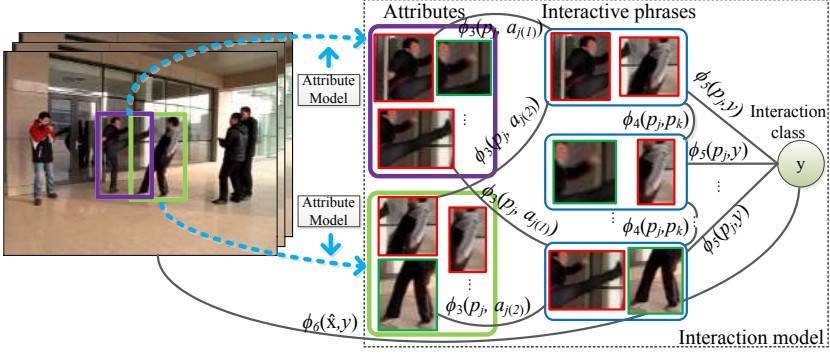 Attributes
Interactive phrases
ϕ3(pj, aj(1))
Attribute
Model
ϕ5(pj,y)
Interaction
class
ϕ3(pj, aj(2))
ϕ4(pj,pk)
ϕ5(pj,y)
y
Attribute
Model
ϕ3(pj, aj(1))
ϕ4(pj,pk)
ϕ5(pj,y)
ϕ3(pj, aj(2))
ϕ6(x̂,y)
Interaction model